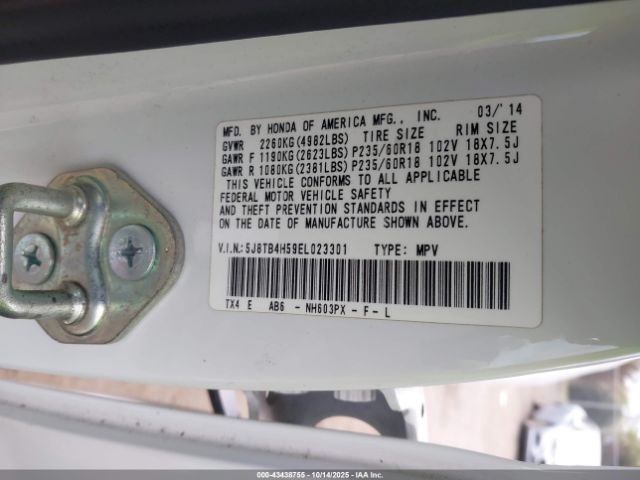 MFD. BY HONDA OF AMERICA MFG., INC. 03/'14
GVWR 2260KG(4982LBS) TIRE SIZE RIM SIZE
GAWR F 1190KG(2623LBS)P235/60R18 102V 18X7.5J
GAWR R 1080KG(2381LBS)P235/60R18 102V 18X7.5J
THIS VEHICLE CONFORMS TO ALL APPLICABLE
FEDERAL MOTOR VEHICLE SAFETY
AND THEFT PREVENTION STANDARDS IN EFFECT
ON THE DATE OF MANUFACTURE SHOWN ABOVE.
V.I.N.:5J8TB4H59EL023301 TYPE: MPV
TX4 E AB6 - NH603PX - F - L
000-43438755 - 10/14/2025 - IAA Inc.